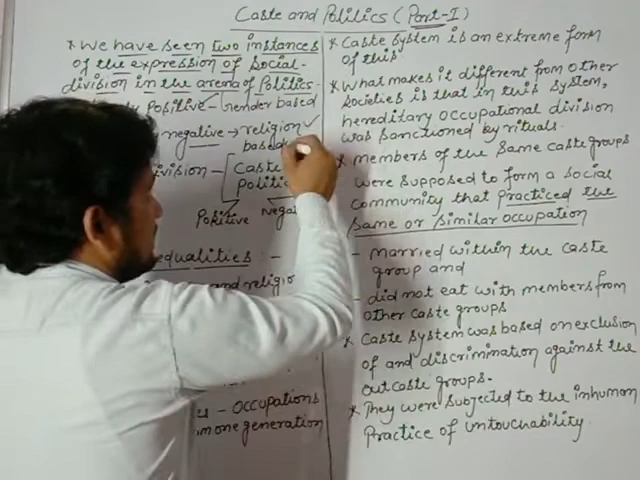 Caste and Politics (Part-I)
* We have seen two instances
of the expression of social-
division in the arena of Politics.
Positive - Gender based
negative → religion ✓
based
ivision - Caste
politi
Positive Nega
equalities : -
and religio
- occupations
one generation
* Caste system is an extreme form
of this
* What makes it different from other
societies is that in this system,
hereditary occupational division
was sanctioned by rituals.
* members of the same caste groups
were supposed to form a social
community that practiced the
same or similar occupation
- married within the caste
group and
- did not eat with members from
other caste groups
* Caste system was based on exclusion
of and discrimination against the
outcaste groups.
* They were subjected to the inhuman
Practice of untouchability